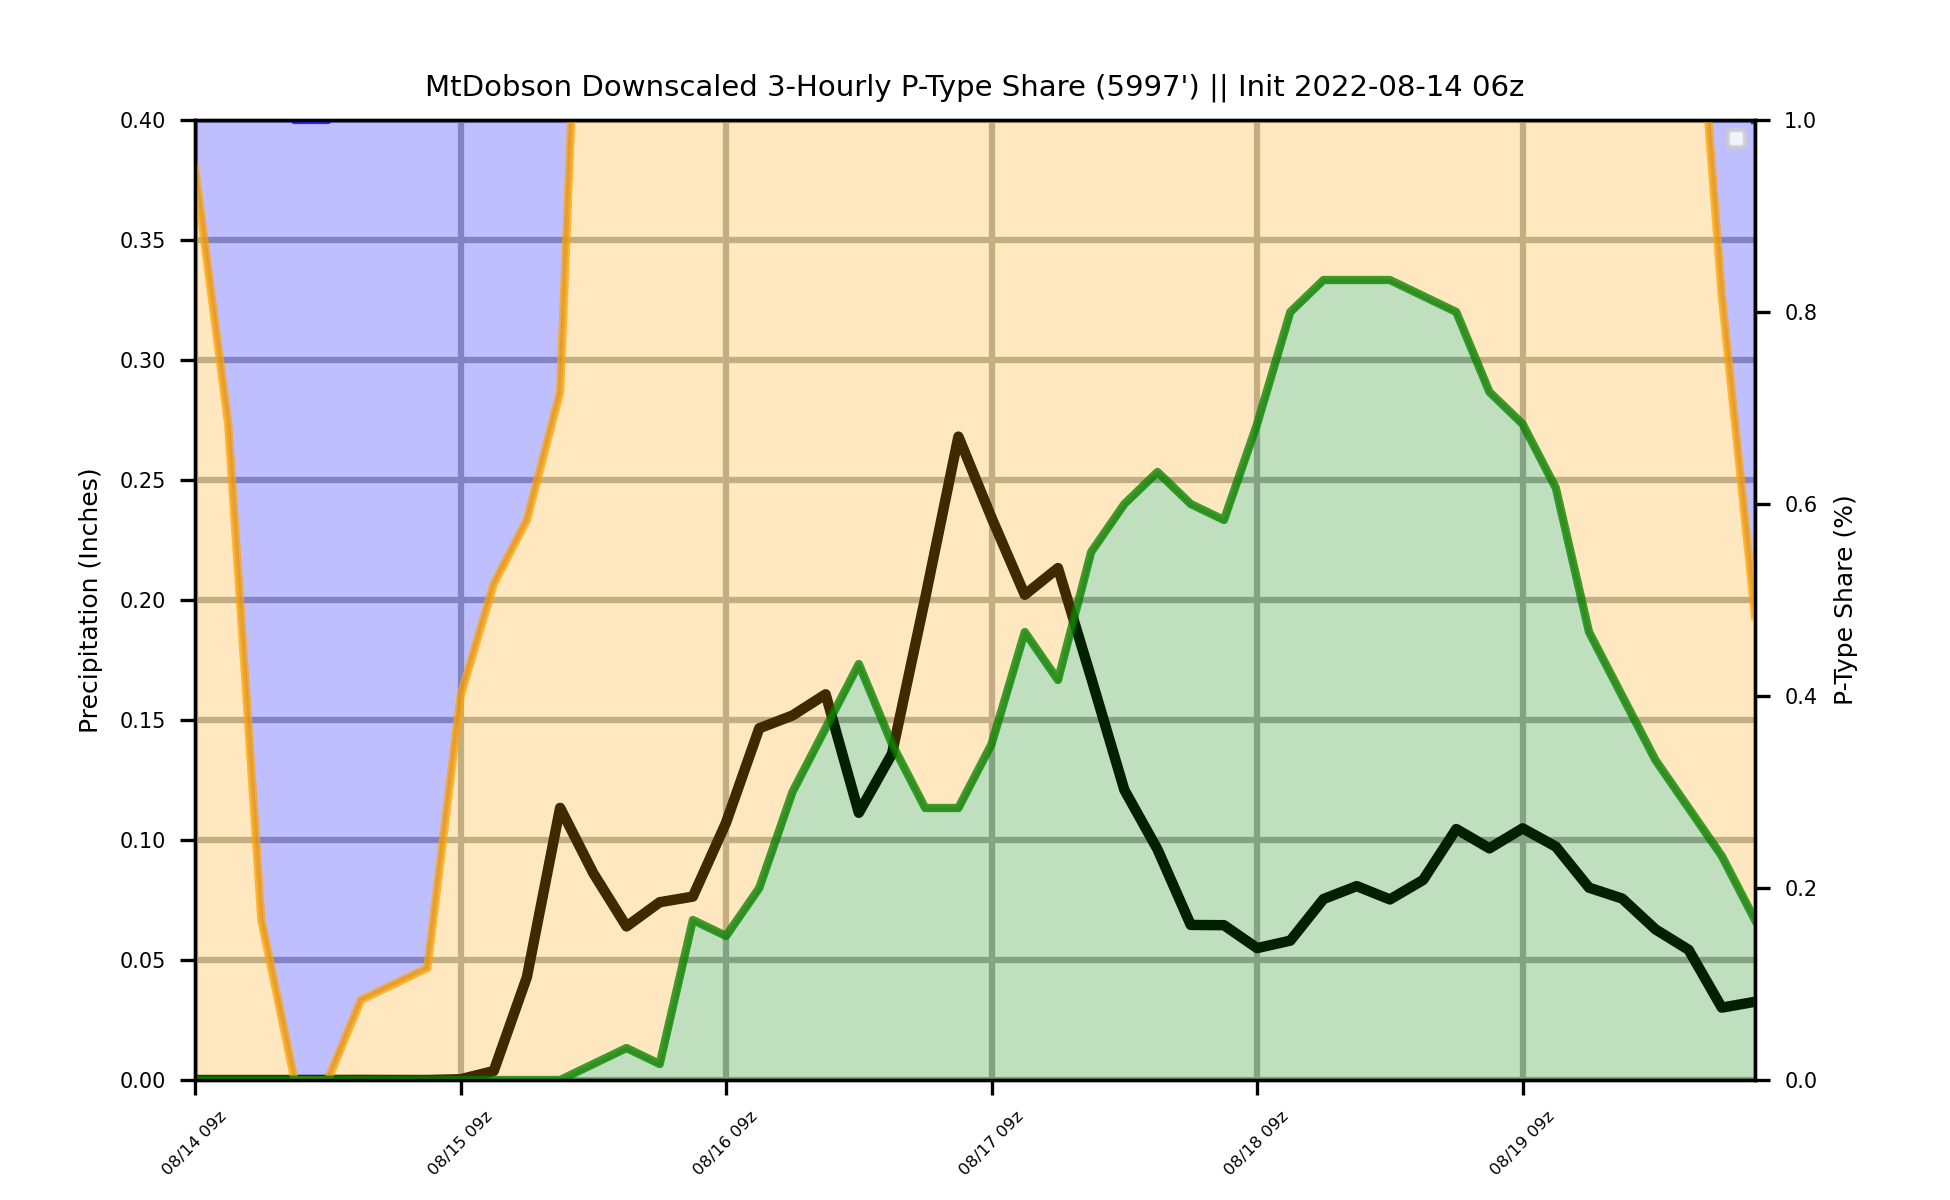 MtDobson Downscaled 3-Hourly P-Type Share (5997') || Init 2022-08-14 06z
0.40
0.35
0.30
0.25
0.20
0.15
0.10
0.05
0.00
Precipitation (Inches)
1.0
0.8
0.6
0.4
0.2
0.0
P-Type Share (%)
08/14 09z
08/15 09z
08/16 09z
08/17 09z
08/18 09z
08/19 09z